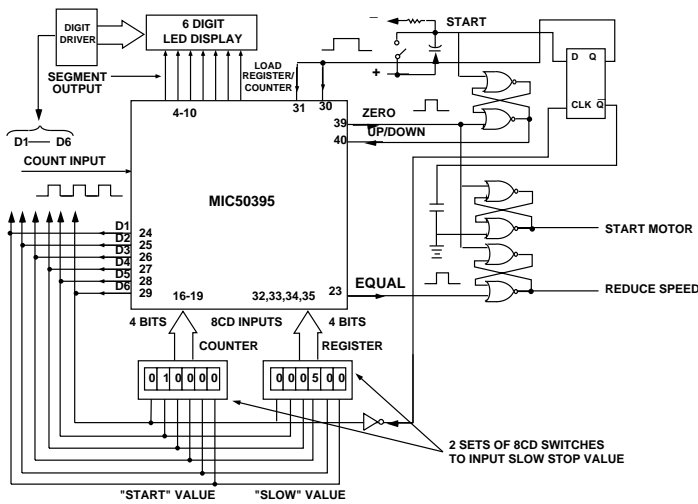 DIGIT
DRIVER
6 DIGIT
LED DISPLAY
SEGMENT
OUTPUT
LOAD
REGISTER/
COUNTER
−
+
START
D Q
CLK Q̅
4-10
31
30
39
ZERO
UP/DOWN
40
D1 — D6
COUNT INPUT
MIC50395
D1 24
D2 25
D3 26
D4 27
D5 28
D6 29
16-19
32,33,34,35
23
EQUAL
START MOTOR
REDUCE SPEED
4 BITS
8CD INPUTS
4 BITS
COUNTER
REGISTER
0 1 0 0 0 0
0 0 0 5 0 0
2 SETS OF 8CD SWITCHES
TO INPUT SLOW STOP VALUE
"START" VALUE
"SLOW" VALUE